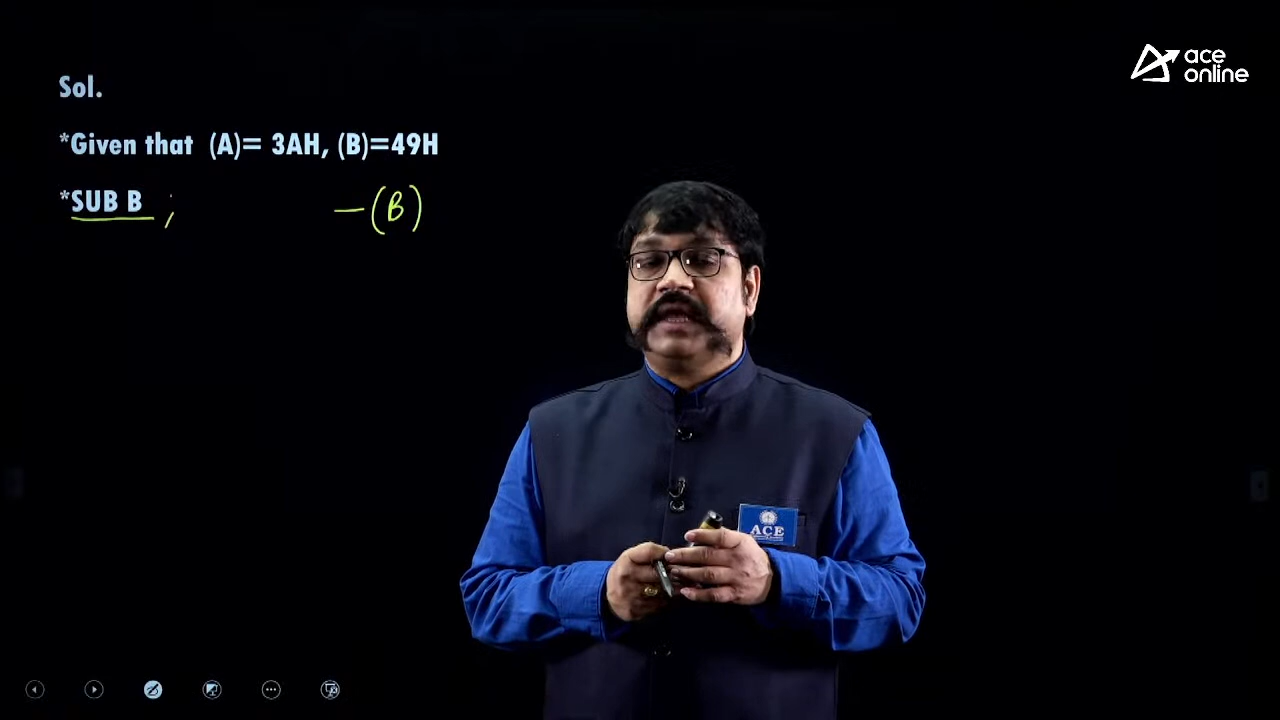 ace
online
Sol.
*Given that (A)= 3AH, (B)=49H
*SUB B ; —(B)
ACE